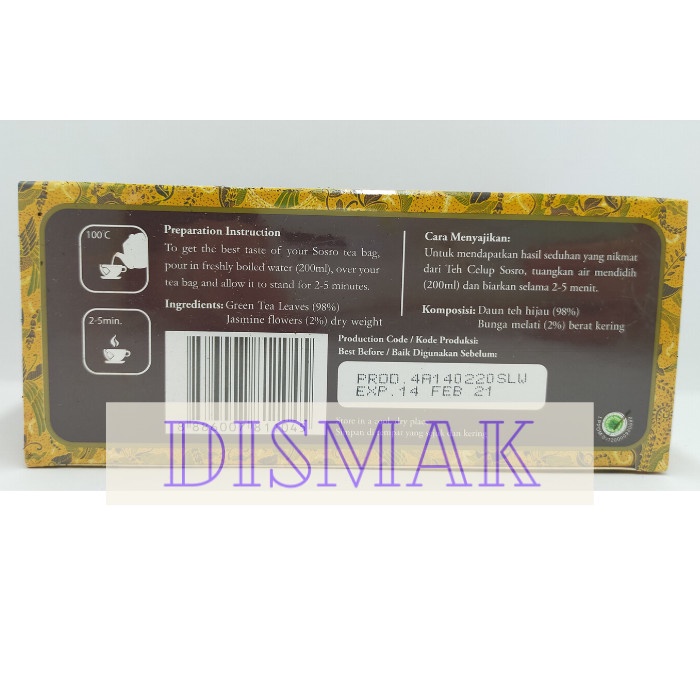 100°C
2-5min.
Preparation Instruction
To get the best taste of your Sosro tea bag,
pour in freshly boiled water (200ml), over your
tea bag and allow it to stand for 2-5 minutes.
Ingredients: Green Tea Leaves (98%)
Jasmine flowers (2%) dry weight
Cara Menyajikan:
Untuk mendapatkan hasil seduhan yang nikmat
dari Teh Celup Sosro, tuangkan air mendidih
(200ml) dan biarkan selama 2-5 menit.
Komposisi: Daun teh hijau (98%)
Bunga melati (2%) berat kering
Production Code / Kode Produksi:
Best Before / Baik Digunakan Sebelum:
PROD.4A140220SLW
EXP.14 FEB 21
DISMAK